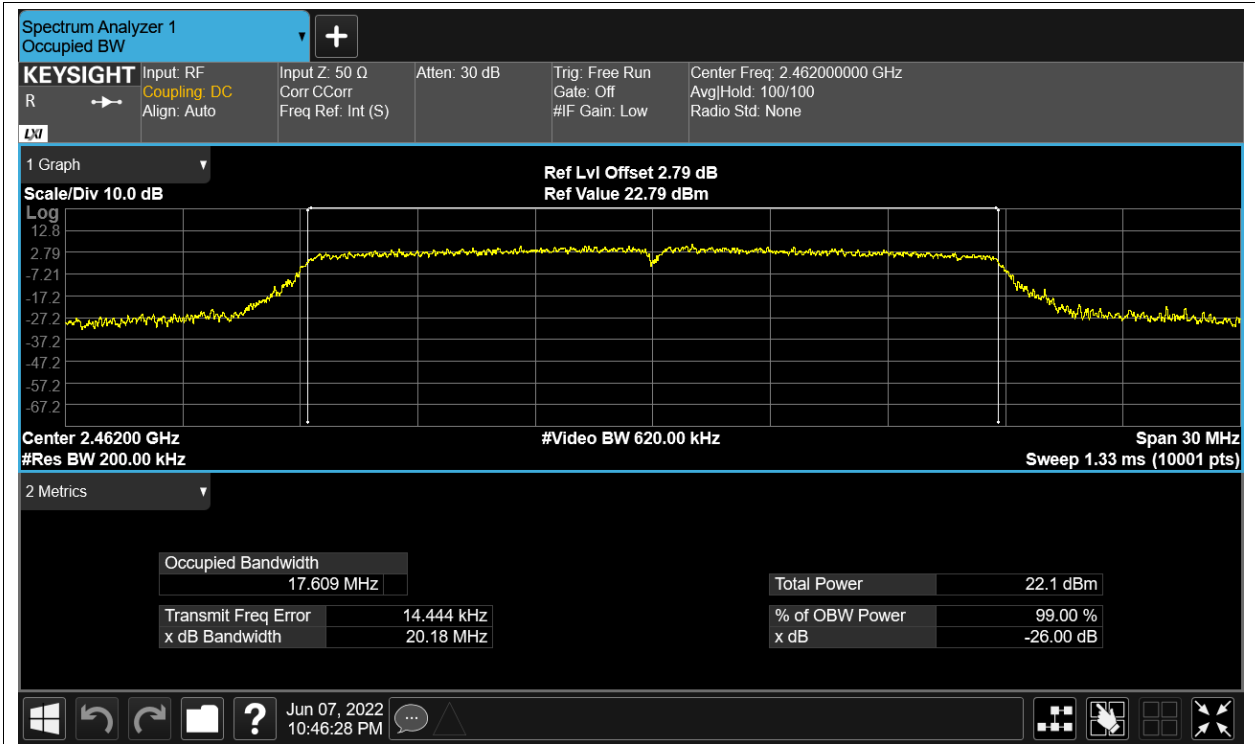 Spectrum Analyzer 1
Occupied BW
▼
+
KEYSIGHT
R
LXI
Input: RF
Coupling: DC
Align: Auto
Input Z: 50 Ω
Corr CCorr
Freq Ref: Int (S)
Atten: 30 dB
Trig: Free Run
Gate: Off
#IF Gain: Low
Center Freq: 2.462000000 GHz
Avg|Hold: 100/100
Radio Std: None
1 Graph ▼
Scale/Div 10.0 dB
Ref Lvl Offset 2.79 dB
Ref Value 22.79 dBm
Log
12.8
2.79
-7.21
-17.2
-27.2
-37.2
-47.2
-57.2
-67.2
Center 2.46200 GHz
#Res BW 200.00 kHz
#Video BW 620.00 kHz
Span 30 MHz
Sweep 1.33 ms (10001 pts)
2 Metrics ▼
Occupied Bandwidth
17.609 MHz
Transmit Freq Error 14.444 kHz
x dB Bandwidth 20.18 MHz
Total Power 22.1 dBm
% of OBW Power 99.00 %
x dB -26.00 dB
?
Jun 07, 2022
10:46:28 PM